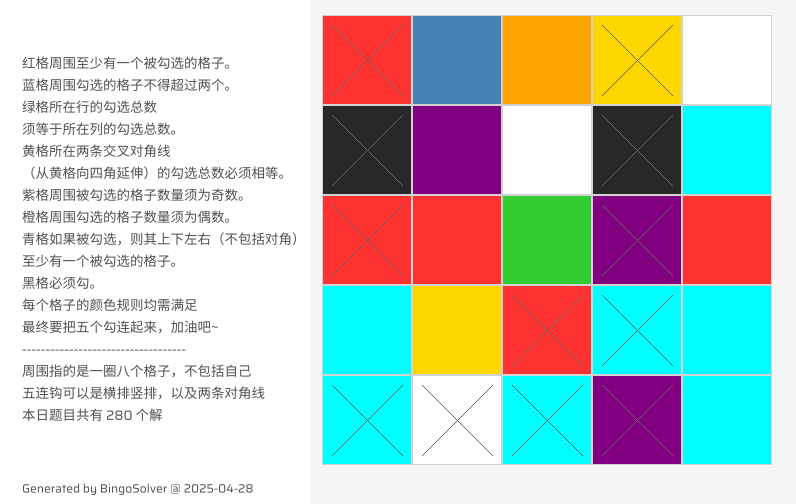 红格周围至少有一个被勾选的格子。
蓝格周围勾选的格子不得超过两个。
绿格所在行的勾选总数
须等于所在列的勾选总数。
黄格所在两条交叉对角线
（从黄格向四角延伸）的勾选总数必须相等。
紫格周围被勾选的格子数量须为奇数。
橙格周围勾选的格子数量须为偶数。
青格如果被勾选，则其上下左右（不包括对角）
至少有一个被勾选的格子。
黑格必须勾。
每个格子的颜色规则均需满足
最终要把五个勾连起来，加油吧~
-----------------------------------
周围指的是一圈八个格子，不包括自己
五连钩可以是横排竖排，以及两条对角线
本日题目共有 280 个解
Generated by BingoSolver @ 2025-04-28